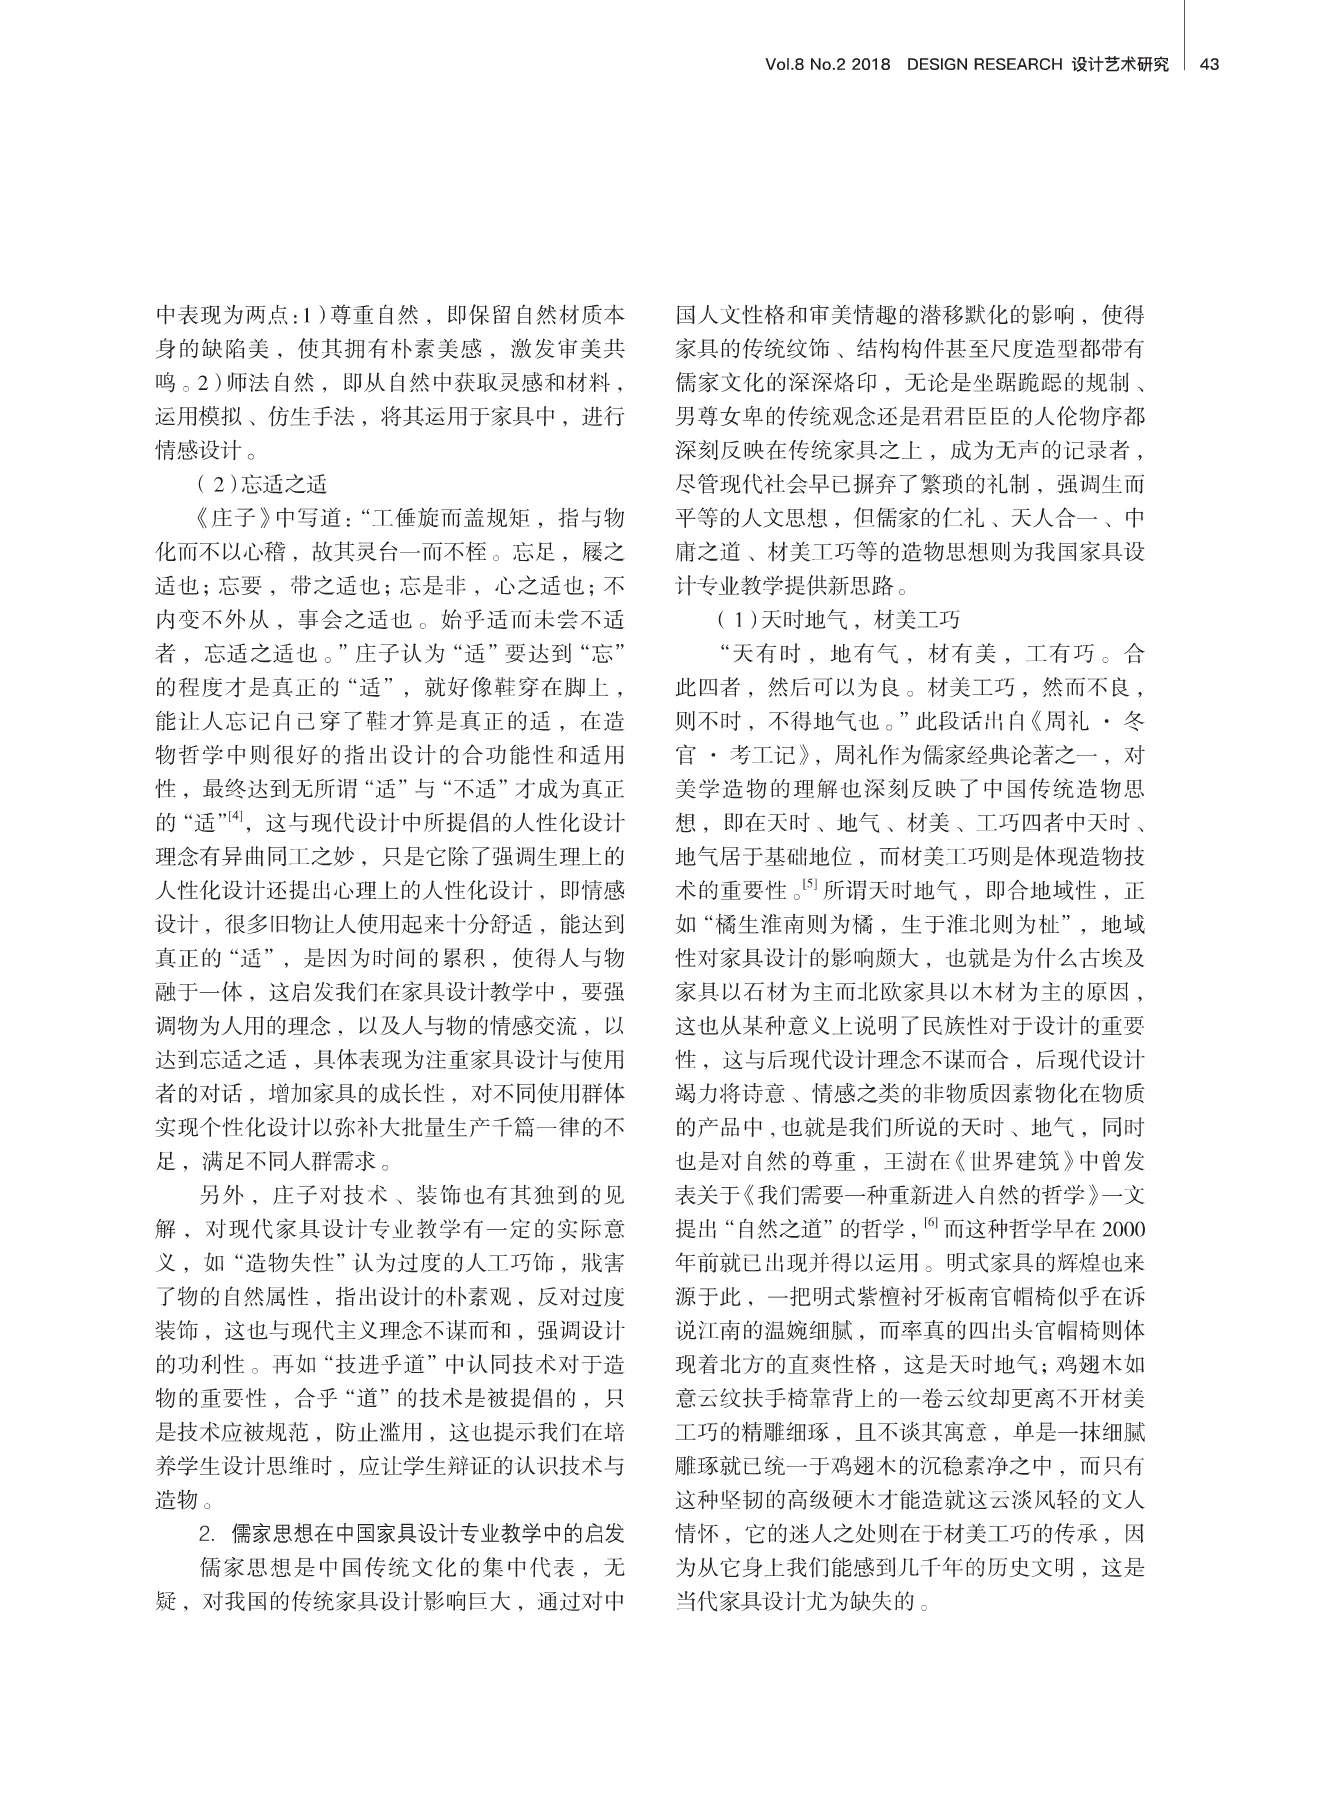 Vol.8 No.2 2018 DESIGN RESEARCH 设计艺术研究 43
中表现为两点：1）尊重自然，即保留自然材质本
身的缺陷美，使其拥有朴素美感，激发审美共
鸣。2）师法自然，即从自然中获取灵感和材料，
运用模拟、仿生手法，将其运用于家具中，进行
情感设计。
（2）忘适之适
《庄子》中写道：“工倕旋而盖规矩，指与物
化而不以心稽，故其灵台一而不桎。忘足，屦之
适也；忘要，带之适也；忘是非，心之适也；不
内变不外从，事会之适也。始乎适而未尝不适
者，忘适之适也。”庄子认为“适”要达到“忘”
的程度才是真正的“适”，就好像鞋穿在脚上，
能让人忘记自己穿了鞋才算是真正的适，在造
物哲学中则很好的指出设计的合功能性和适用
性，最终达到无所谓“适”与“不适”才成为真正
的“适”[4]，这与现代设计中所提倡的人性化设计
理念有异曲同工之妙，只是它除了强调生理上的
人性化设计还提出心理上的人性化设计，即情感
设计，很多旧物让人使用起来十分舒适，能达到
真正的“适”，是因为时间的累积，使得人与物
融于一体，这启发我们在家具设计教学中，要强
调物为人用的理念，以及人与物的情感交流，以
达到忘适之适，具体表现为注重家具设计与使用
者的对话，增加家具的成长性，对不同使用群体
实现个性化设计以弥补大批量生产千篇一律的不
足，满足不同人群需求。
另外，庄子对技术、装饰也有其独到的见
解，对现代家具设计专业教学有一定的实际意
义，如“造物失性”认为过度的人工巧饰，戕害
了物的自然属性，指出设计的朴素观，反对过度
装饰，这也与现代主义理念不谋而和，强调设计
的功利性。再如“技进乎道”中认同技术对于造
物的重要性，合乎“道”的技术是被提倡的，只
是技术应被规范，防止滥用，这也提示我们在培
养学生设计思维时，应让学生辩证的认识技术与
造物。
2. 儒家思想在中国家具设计专业教学中的启发
儒家思想是中国传统文化的集中代表，无
疑，对我国的传统家具设计影响巨大，通过对中
国人文性格和审美情趣的潜移默化的影响，使得
家具的传统纹饰、结构构件甚至尺度造型都带有
儒家文化的深深烙印，无论是坐踞跪跽的规制、
男尊女卑的传统观念还是君君臣臣的人伦物序都
深刻反映在传统家具之上，成为无声的记录者，
尽管现代社会早已摒弃了繁琐的礼制，强调生而
平等的人文思想，但儒家的仁礼、天人合一、中
庸之道、材美工巧等的造物思想则为我国家具设
计专业教学提供新思路。
（1）天时地气，材美工巧
“天有时，地有气，材有美，工有巧。合
此四者，然后可以为良。材美工巧，然而不良，
则不时，不得地气也。”此段话出自《周礼·冬
官·考工记》，周礼作为儒家经典论著之一，对
美学造物的理解也深刻反映了中国传统造物思
想，即在天时、地气、材美、工巧四者中天时、
地气居于基础地位，而材美工巧则是体现造物技
术的重要性。[5]所谓天时地气，即合地域性，正
如“橘生淮南则为橘，生于淮北则为枳”，地域
性对家具设计的影响颇大，也就是为什么古埃及
家具以石材为主而北欧家具以木材为主的原因，
这也从某种意义上说明了民族性对于设计的重要
性，这与后现代设计理念不谋而合，后现代设计
竭力将诗意、情感之类的非物质因素物化在物质
的产品中，也就是我们所说的天时、地气，同时
也是对自然的尊重，王澍在《世界建筑》中曾发
表关于《我们需要一种重新进入自然的哲学》一文
提出“自然之道”的哲学，[6]而这种哲学早在 2000
年前就已出现并得以运用。明式家具的辉煌也来
源于此，一把明式紫檀衬牙板南官帽椅似乎在诉
说江南的温婉细腻，而率真的四出头官帽椅则体
现着北方的直爽性格，这是天时地气；鸡翅木如
意云纹扶手椅靠背上的一卷云纹却更离不开材美
工巧的精雕细琢，且不谈其寓意，单是一抹细腻
雕琢就已统一于鸡翅木的沉稳素净之中，而只有
这种坚韧的高级硬木才能造就这云淡风轻的文人
情怀，它的迷人之处则在于材美工巧的传承，因
为从它身上我们能感到几千年的历史文明，这是
当代家具设计尤为缺失的。